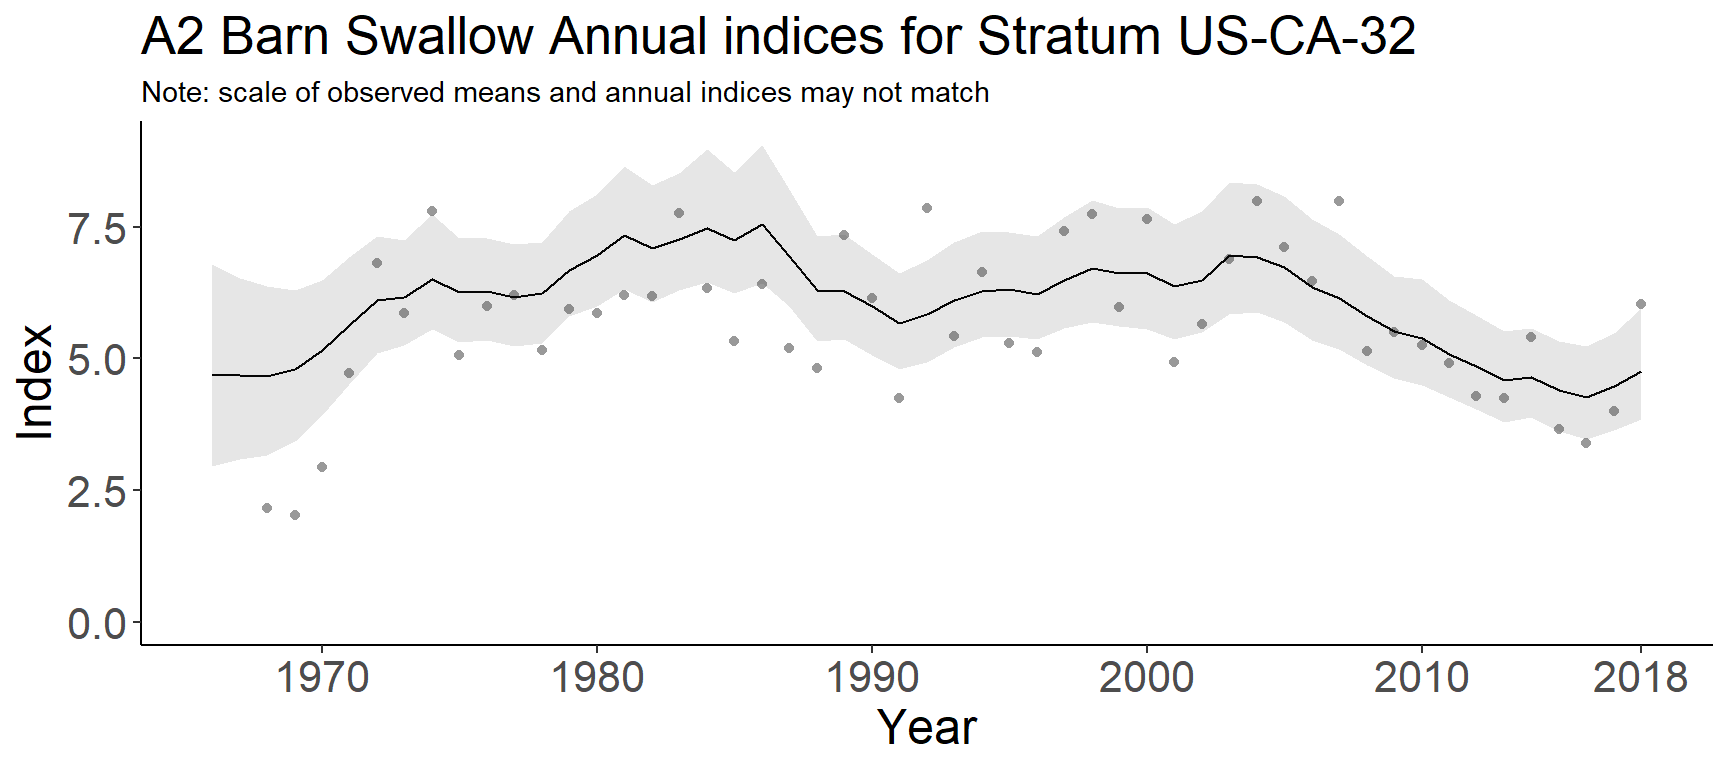 A2 Barn Swallow Annual indices for Stratum US-CA-32
Note: scale of observed means and annual indices may not match
Index
7.5
5.0
2.5
0.0
1970 1980 1990 2000 2010 2018
Year